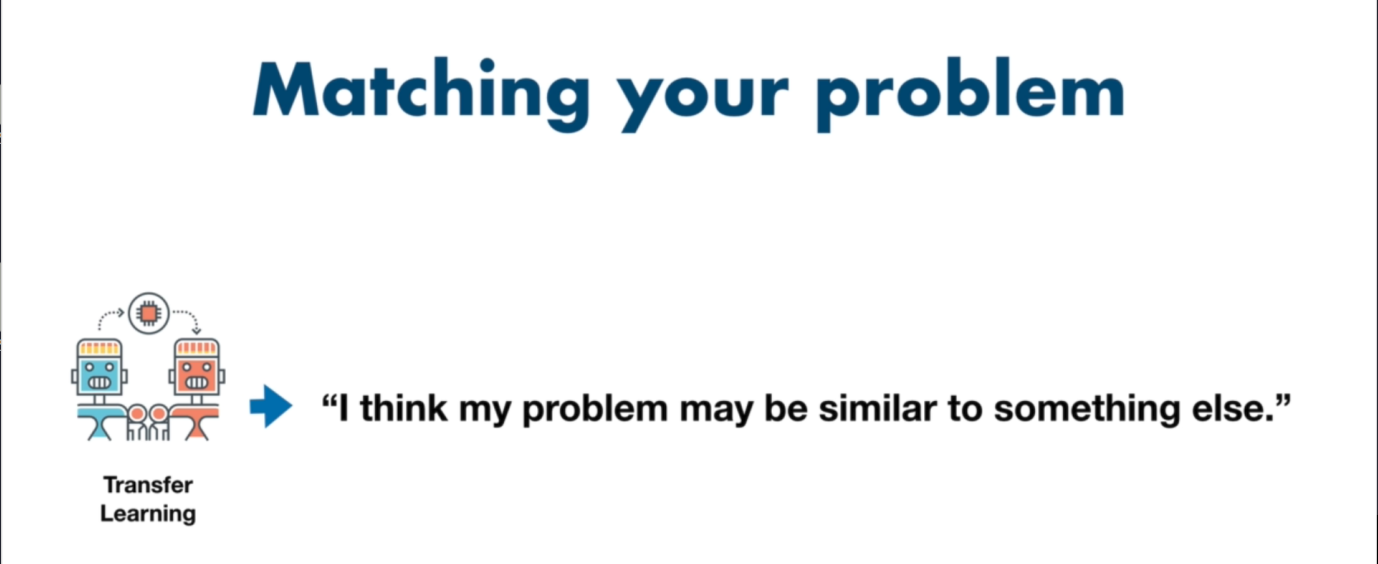 Matching your problem
“I think my problem may be similar to something else.”
Transfer
Learning